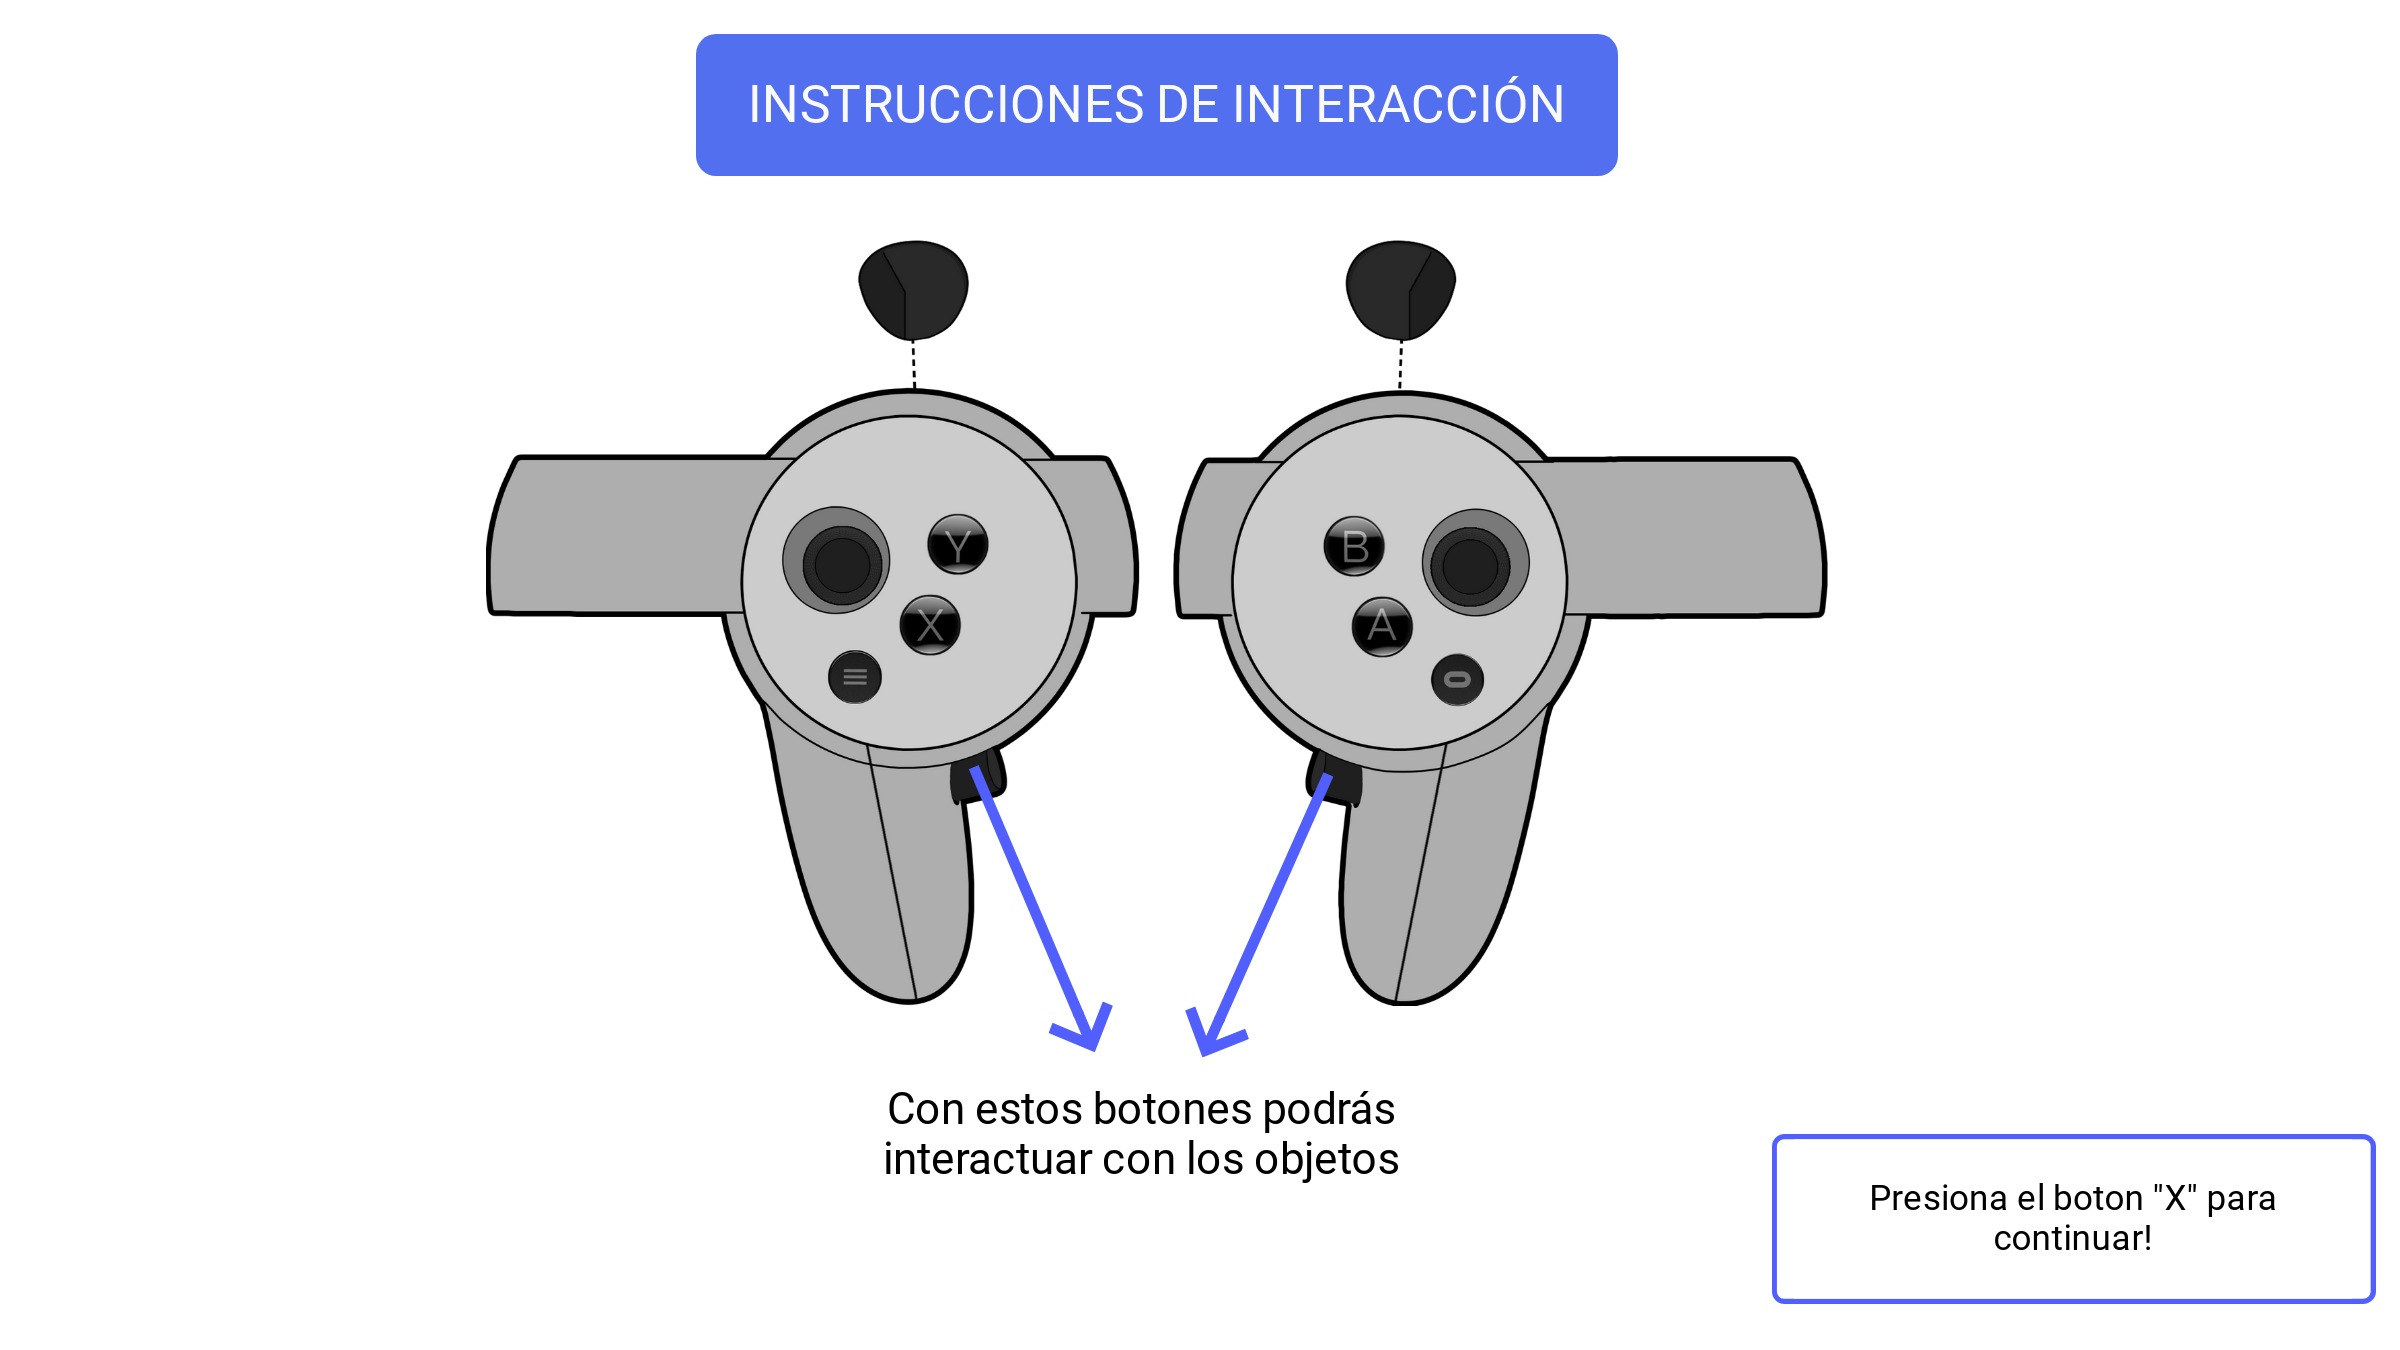 INSTRUCCIONES DE INTERACCIÓN
Y
X
B
A
Con estos botones podrás
interactuar con los objetos
Presiona el boton "X" para
continuar!